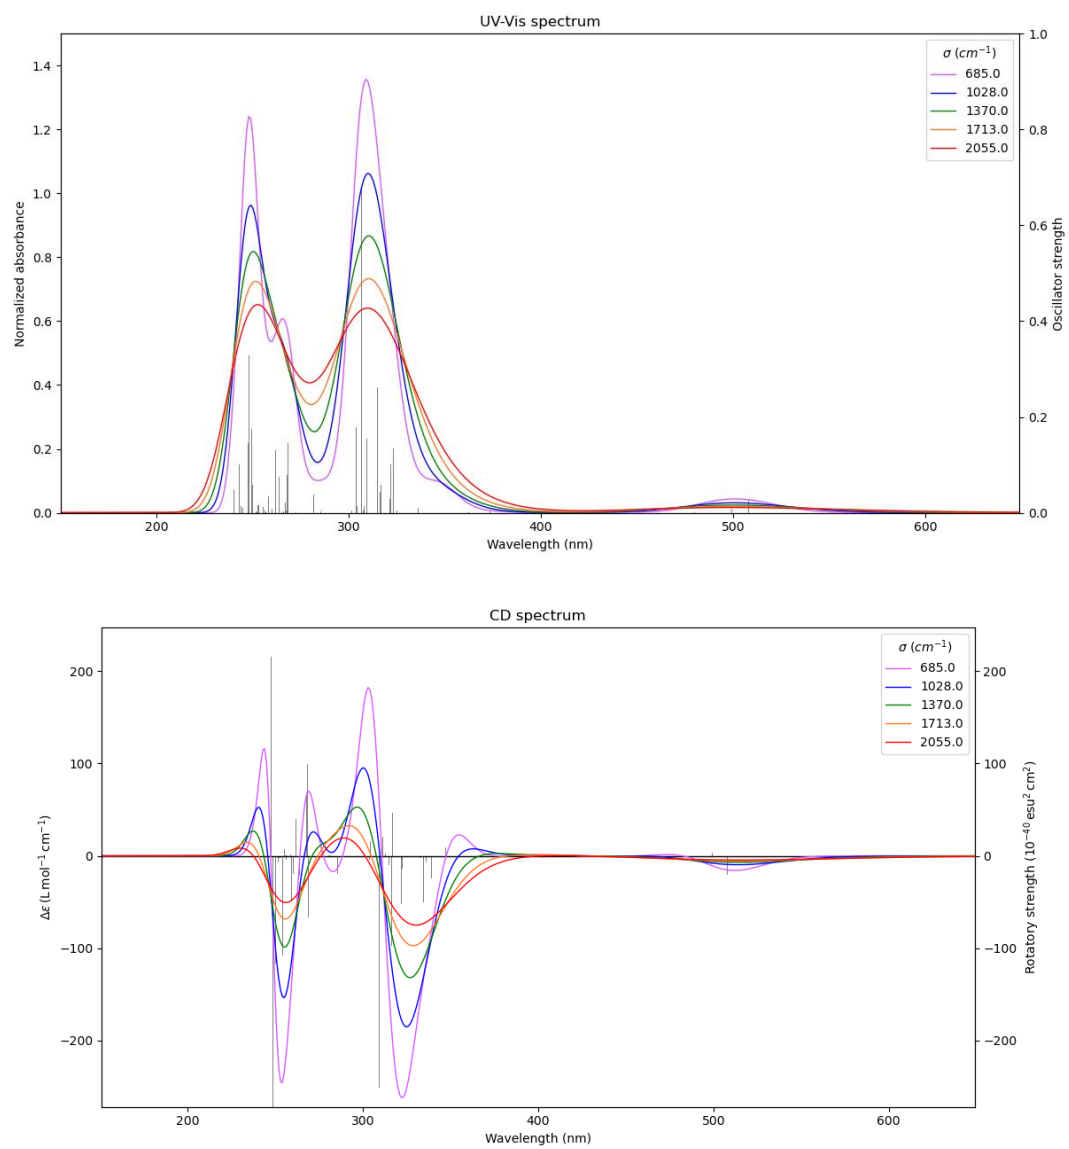 UV-Vis spectrum
σ (cm⁻¹)
685.0
1028.0
1370.0
1713.0
2055.0
Normalized absorbance
Oscillator strength
0.0
0.2
0.4
0.6
0.8
1.0
1.2
1.4
0.0
0.2
0.4
0.6
0.8
1.0
200 300 400 500 600
Wavelength (nm)
CD spectrum
σ (cm⁻¹)
685.0
1028.0
1370.0
1713.0
2055.0
Δε (L mol⁻¹ cm⁻¹)
Rotatory strength (10⁻⁴⁰ esu² cm²)
200
100
0
−100
−200
200
100
0
−100
−200
200 300 400 500 600
Wavelength (nm)